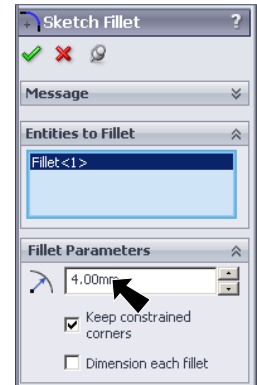 Sketch Fillet ?
Message
Entities to Fillet
Fillet<1>
Fillet Parameters
4.00mm
Keep constrained
corners
Dimension each fillet